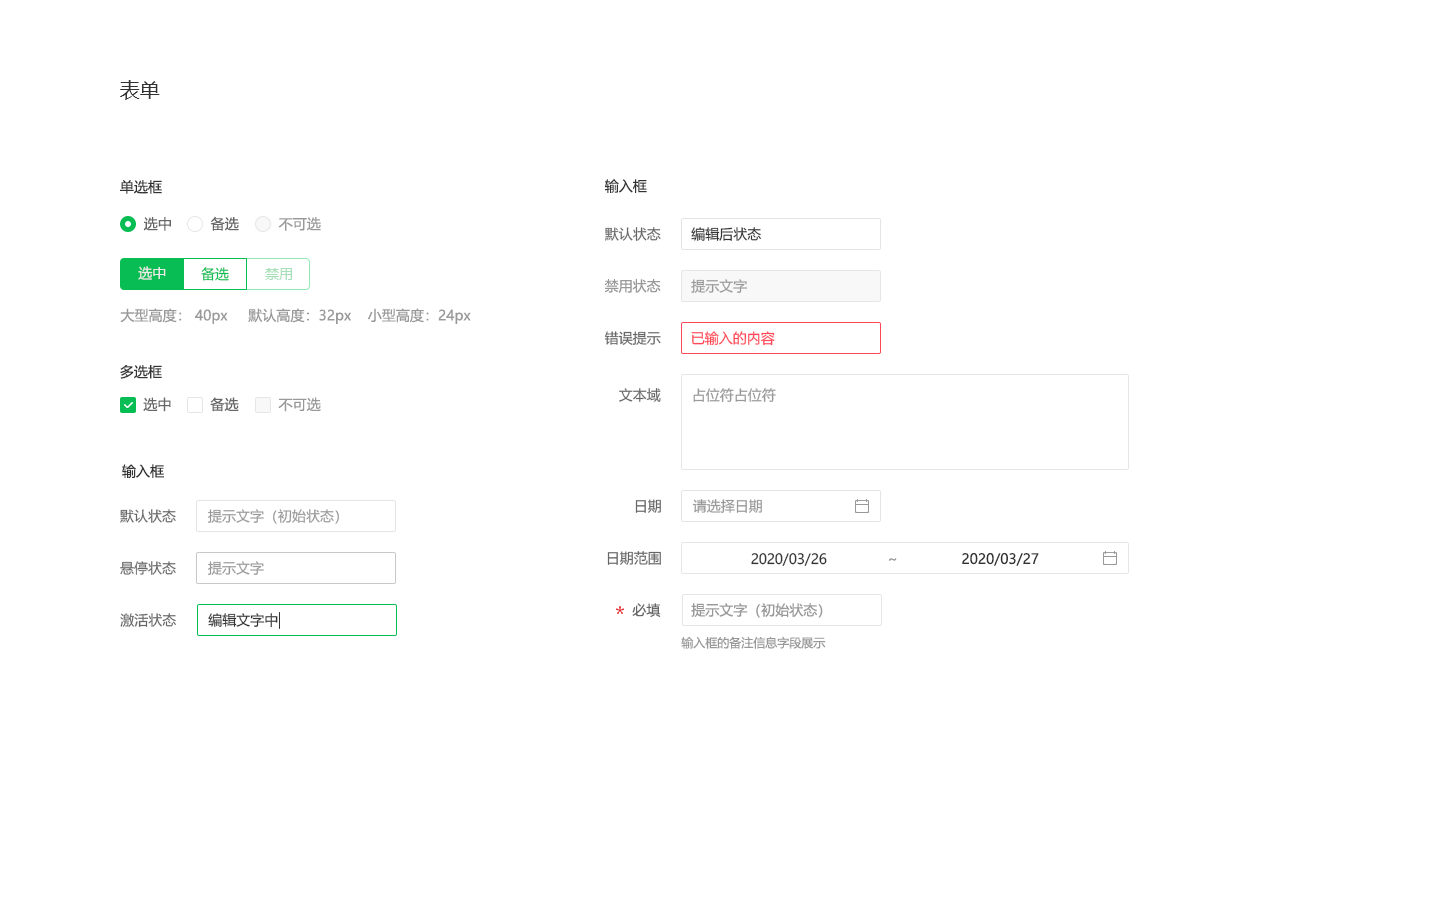 表单
单选框
选中 备选 不可选
选中 备选 禁用
大型高度： 40px 默认高度：32px 小型高度：24px
多选框
选中 备选 不可选
输入框
默认状态 提示文字（初始状态）
悬停状态 提示文字
激活状态 编辑文字中
输入框
默认状态 编辑后状态
禁用状态 提示文字
错误提示 已输入的内容
文本域 占位符占位符
日期 请选择日期
日期范围 2020/03/26 ~ 2020/03/27
* 必填 提示文字（初始状态）
输入框的备注信息字段展示